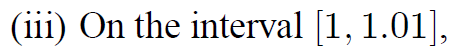 (iii) On the interval [1, 1.01],